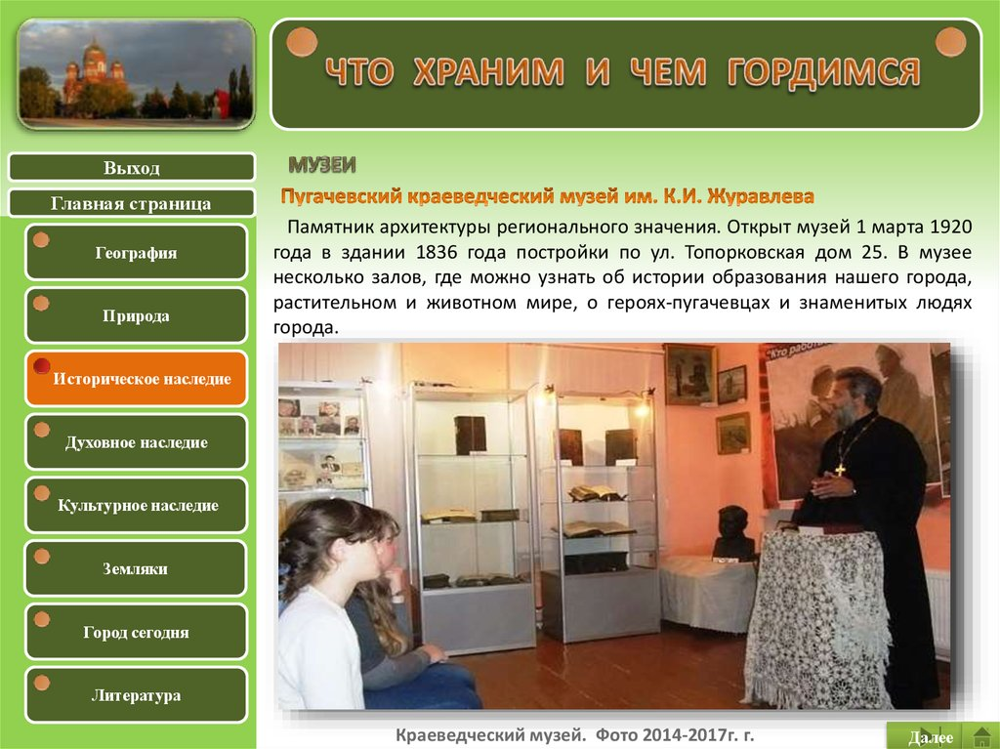 ЧТО ХРАНИМ И ЧЕМ ГОРДИМСЯ
Выход
Главная страница
География
Природа
Историческое наследие
Духовное наследие
Культурное наследие
Земляки
Город сегодня
Литература
МУЗЕИ
Пугачевский краеведческий музей им. К.И. Журавлева
Памятник архитектуры регионального значения. Открыт музей 1 марта 1920
года в здании 1836 года постройки по ул. Топорковская дом 25. В музее
несколько залов, где можно узнать об истории образования нашего города,
растительном и животном мире, о героях-пугачевцах и знаменитых людях
города.
"Кто
Краеведческий музей. Фото 2014-2017г. г.
Далее